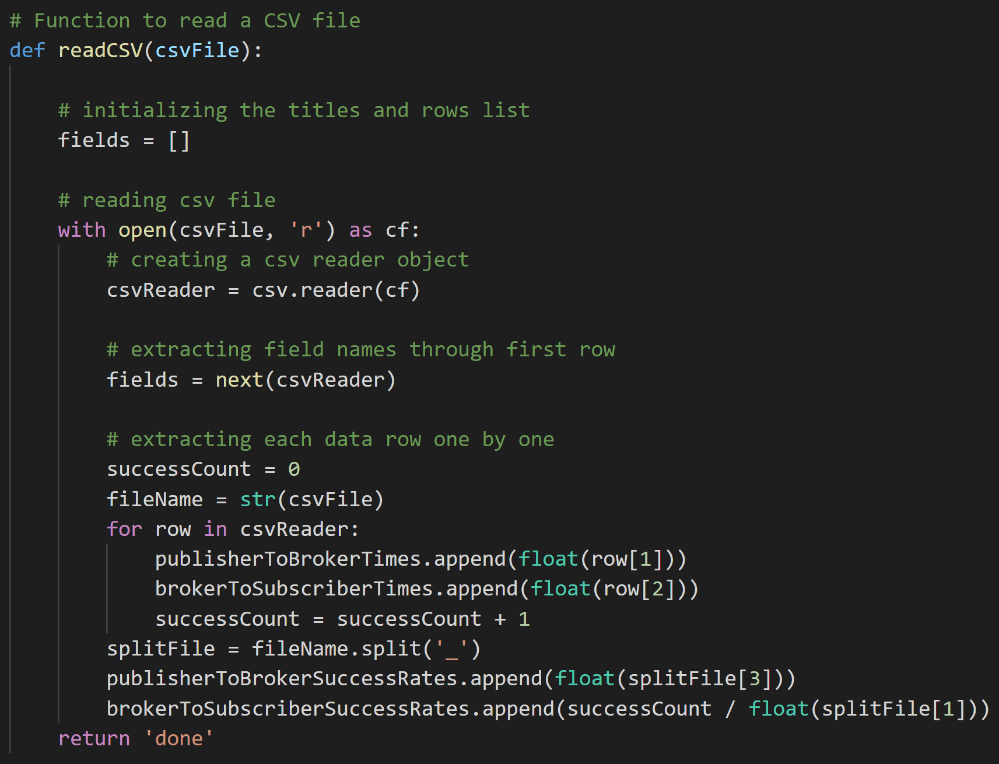 # Function to read a CSV file
def readCSV(csvFile):
    # initializing the titles and rows list
    fields = []
    # reading csv file
    with open(csvFile, 'r') as cf:
        # creating a csv reader object
        csvReader = csv.reader(cf)
        # extracting field names through first row
        fields = next(csvReader)
        # extracting each data row one by one
        successCount = 0
        fileName = str(csvFile)
        for row in csvReader:
            publisherToBrokerTimes.append(float(row[1]))
            brokerToSubscriberTimes.append(float(row[2]))
            successCount = successCount + 1
        splitFile = fileName.split('_')
        publisherToBrokerSuccessRates.append(float(splitFile[3]))
        brokerToSubscriberSuccessRates.append(successCount / float(splitFile[1]))
    return 'done'